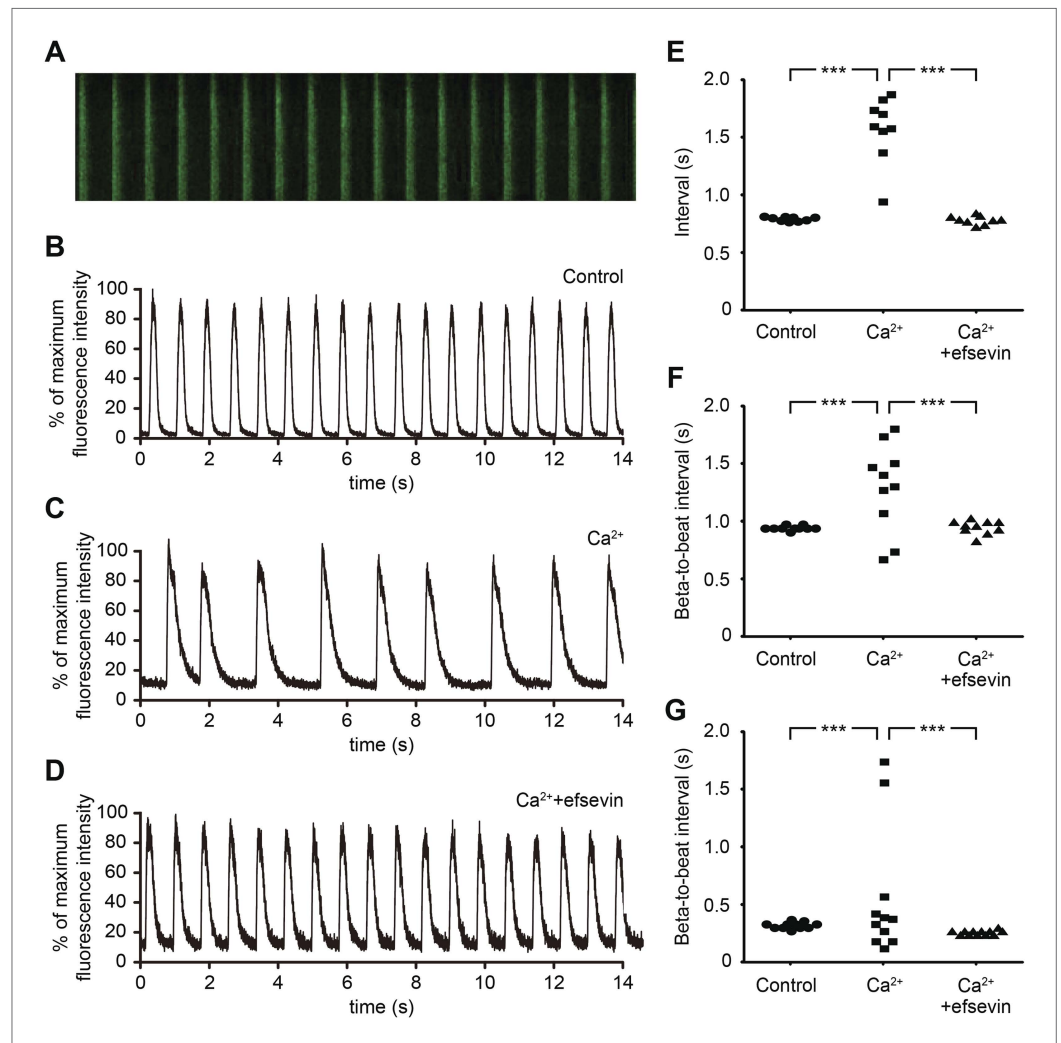 A
B
Control
% of maximum
fluorescence intensity
100
80
60
40
20
0
0 2 4 6 8 10 12 14
time (s)
C
Ca²⁺
% of maximum
fluorescence intensity
100
80
60
40
20
0
0 2 4 6 8 10 12 14
time (s)
D
Ca²⁺+efsevin
% of maximum
fluorescence intensity
100
80
60
40
20
0
0 2 4 6 8 10 12 14
time (s)
E
*** ***
Interval (s)
2.0
1.5
1.0
0.5
0
Control Ca²⁺ Ca²⁺
+efsevin
F
*** ***
Beta-to-beat interval (s)
2.0
1.5
1.0
0.5
0
Control Ca²⁺ Ca²⁺
+efsevin
G
*** ***
Beta-to-beat interval (s)
2.0
1.5
1.0
0.5
0
Control Ca²⁺ Ca²⁺
+efsevin